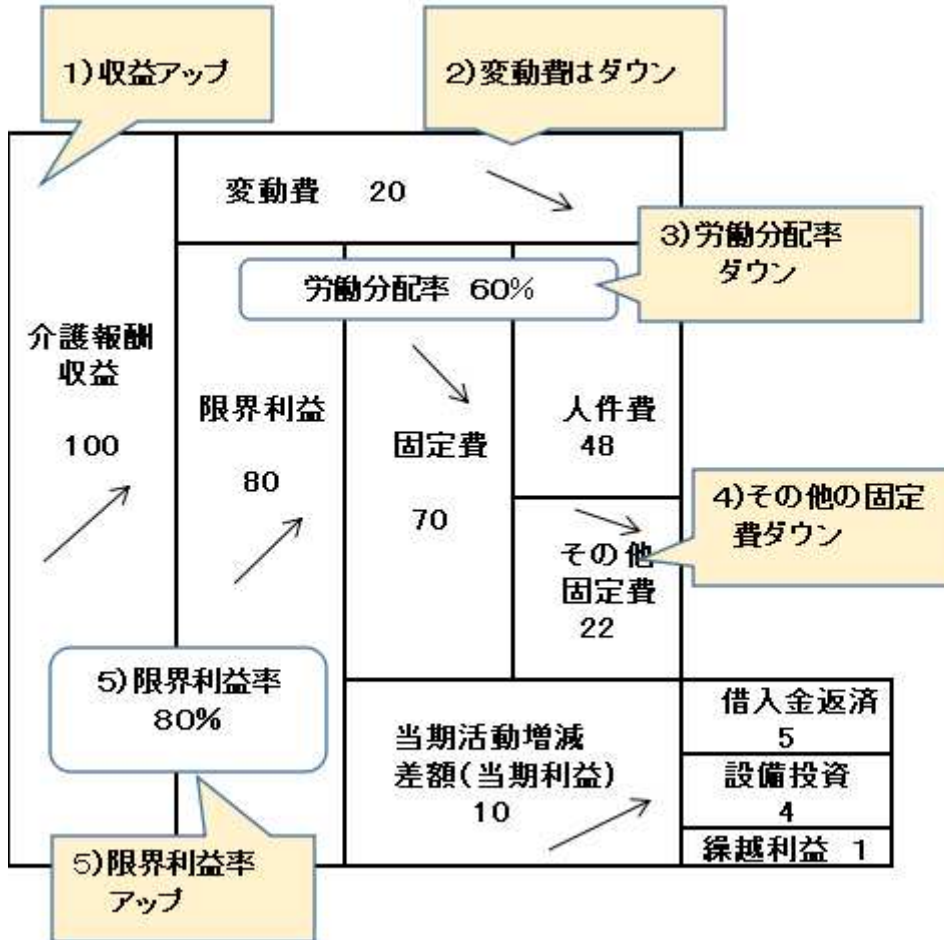 1)収益アップ
2)変動費はダウン
変動費 20
3)労働分配率
ダウン
労働分配率 60%
介護報酬
収益
100
限界利益
80
固定費
70
人件費
48
4)その他の固定
費ダウン
その他
固定費
22
5)限界利益率
80%
当期活動増減
差額(当期利益)
10
借入金返済
5
設備投資
4
繰越利益 1
5)限界利益率
アップ